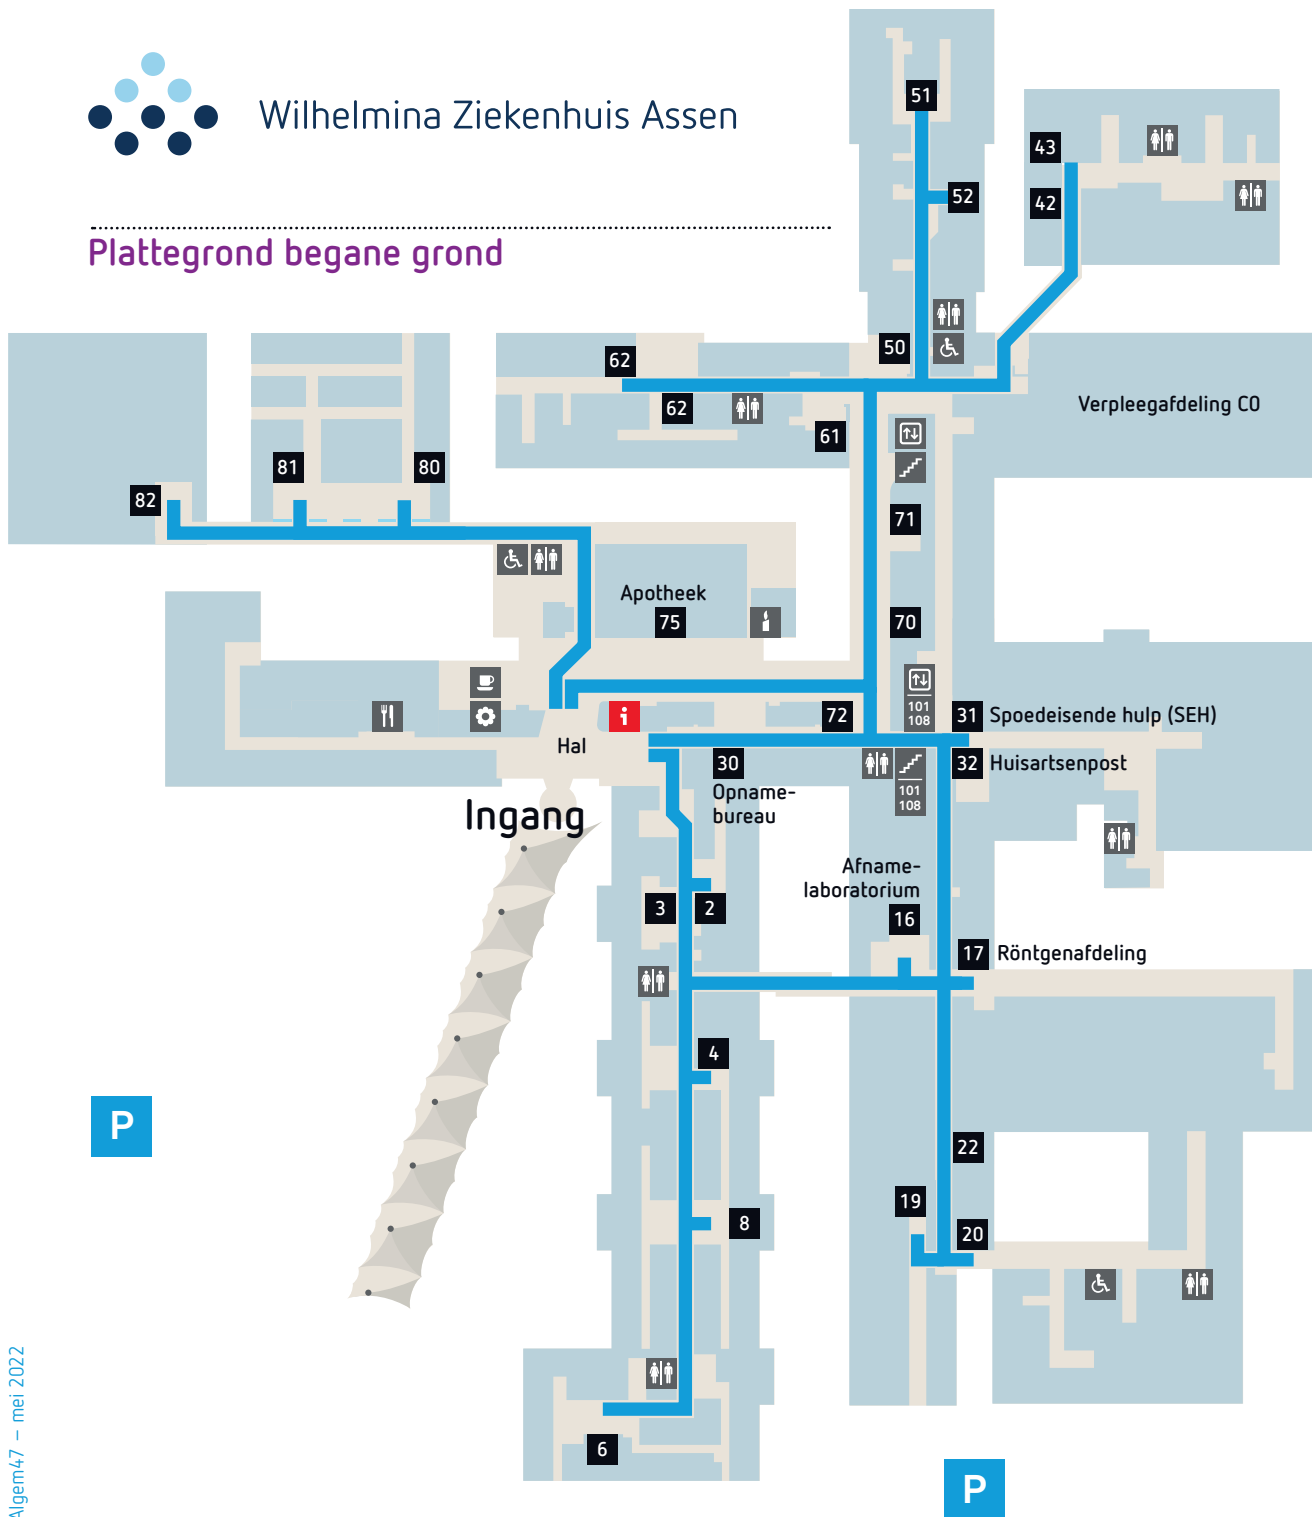 Wilhelmina Ziekenhuis Assen
Plattegrond begane grond
51
52
43
42
50
62
62
61
Verpleegafdeling C0
81
80
82
71
Apotheek
75
70
72
101
108
31 Spoedeisende hulp (SEH)
Hal
30
32 Huisartsenpost
Opname-
bureau
101
108
Ingang
Afname-
laboratorium
3
2
16
17 Röntgenafdeling
4
P
22
19
8
20
6
P
Algem47 – mei 2022